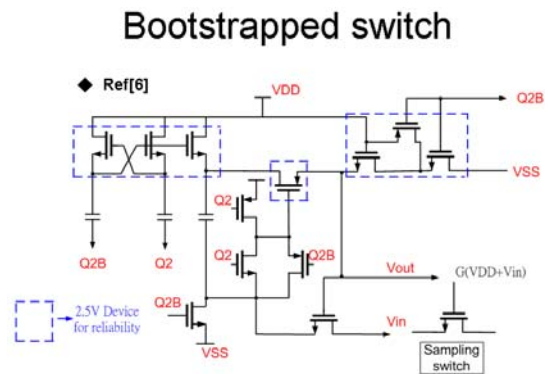 Bootstrapped switch
◆ Ref[6]
VDD
Q2B
VSS
Q2
Q2B
Q2
Q2
Q2B
Q2B
VSS
Vout
G(VDD+Vin)
Vin
2.5V Device
for reliability
Sampling
switch